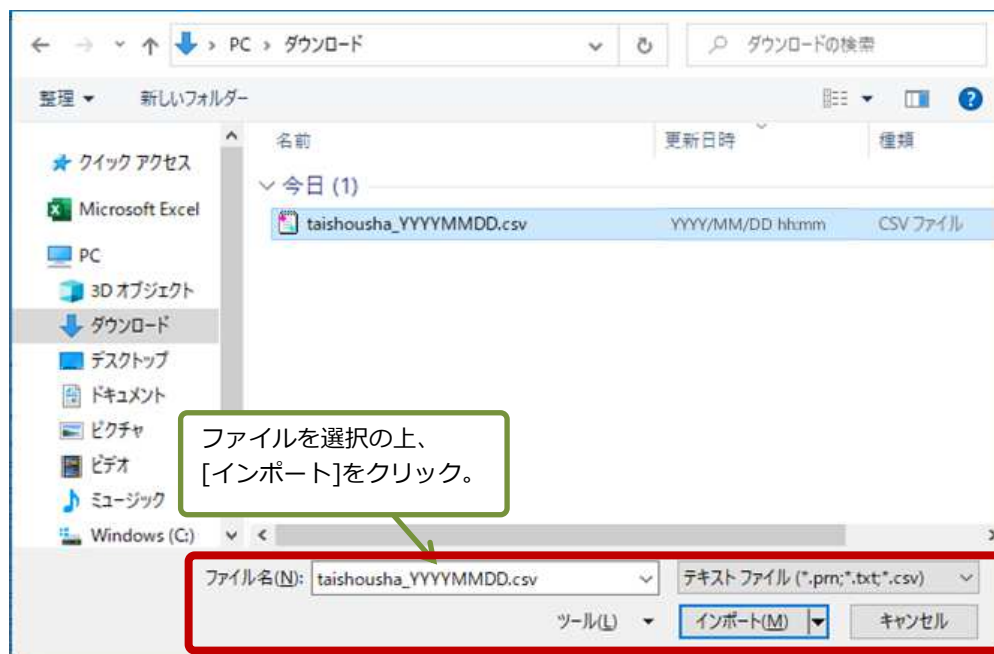 PC › ダウンロード
ダウンロードの検索
整理
新しいフォルダー
名前
更新日時
種類
クイック アクセス
今日 (1)
Microsoft Excel
taishousha_YYYYMMDD.csv
YYYY/MM/DD hh:mm
CSV ファイル
PC
3D オブジェクト
ダウンロード
デスクトップ
ドキュメント
ピクチャ
ビデオ
ミュージック
Windows (C:)
ファイルを選択の上、
[インポート]をクリック。
ファイル名(N):
taishousha_YYYYMMDD.csv
テキスト ファイル (*.prn;*.txt;*.csv)
ツール(L)
インポート(M)
キャンセル